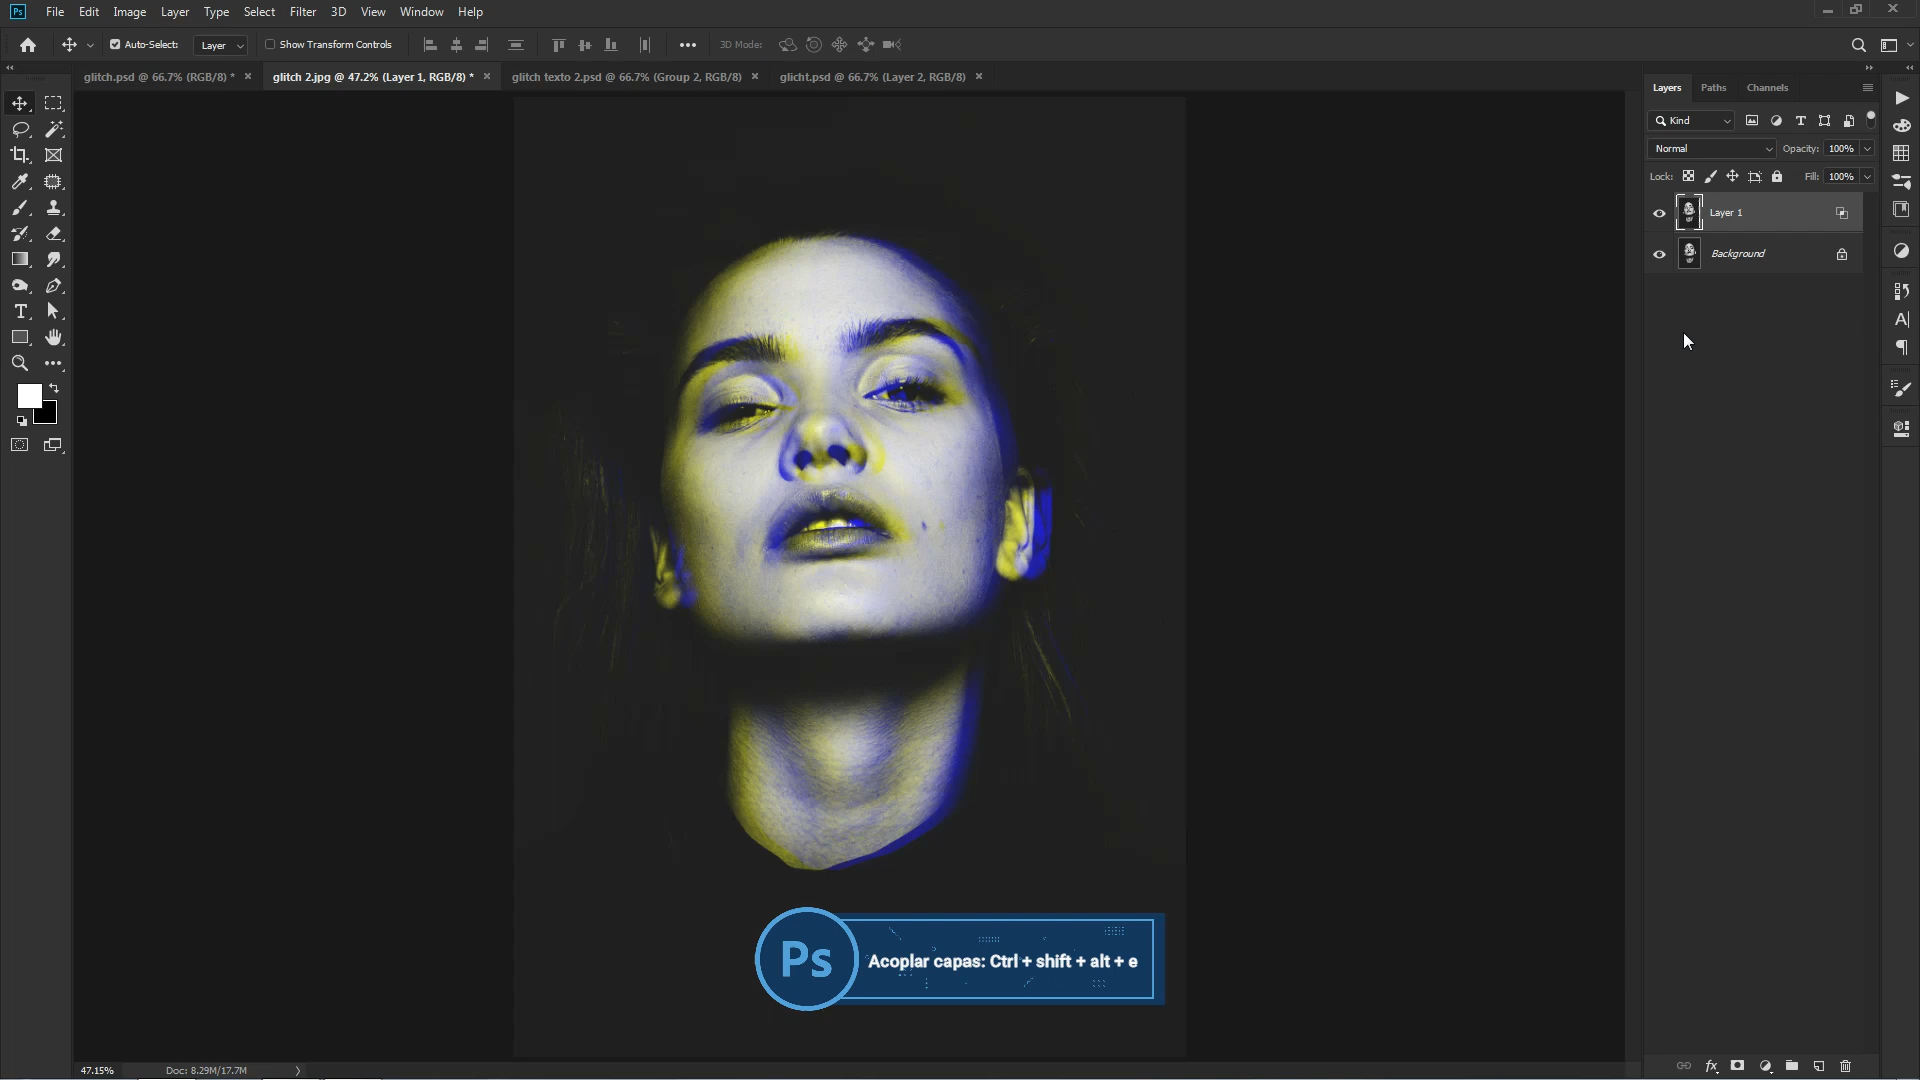 Ps File Edit Image Layer Type Select Filter 3D View Window Help
Auto-Select: Layer Show Transform Controls 3D Mode:
glitch.psd @ 66.7% (RGB/8) * × glitch 2.jpg @ 47.2% (Layer 1, RGB/8) * × glitch texto 2.psd @ 66.7% (Group 2, RGB/8) × glicht.psd @ 66.7% (Layer 2, RGB/8) ×
Layers Paths Channels
Kind
Normal Opacity: 100%
Lock: Fill: 100%
Layer 1
Background
Ps Acoplar capas: Ctrl + shift + alt + e
47.15% Doc: 8.29M/17.7M